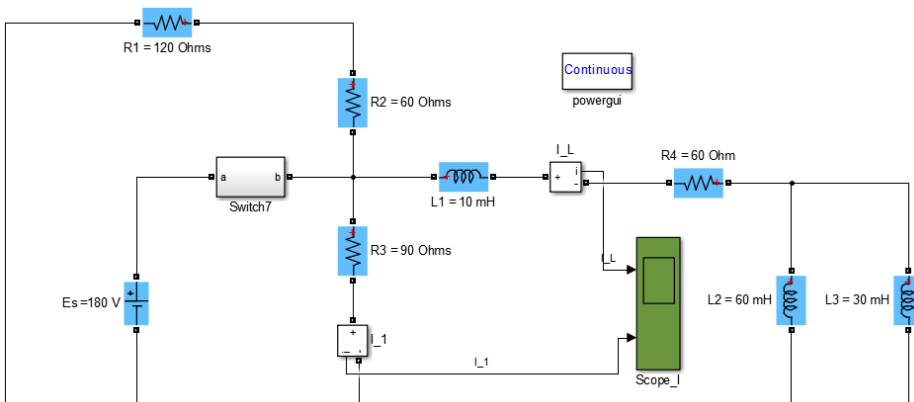 R1 = 120 Ohms
Continuous
powergui
R2 = 60 Ohms
I_L
i
+
-
R4 = 60 Ohm
a
b
Switch7
L1 = 10 mH
R3 = 90 Ohms
I_L
Es =180 V
+
L2 = 60 mH
L3 = 30 mH
+
i
-
I_1
I_1
Scope_I